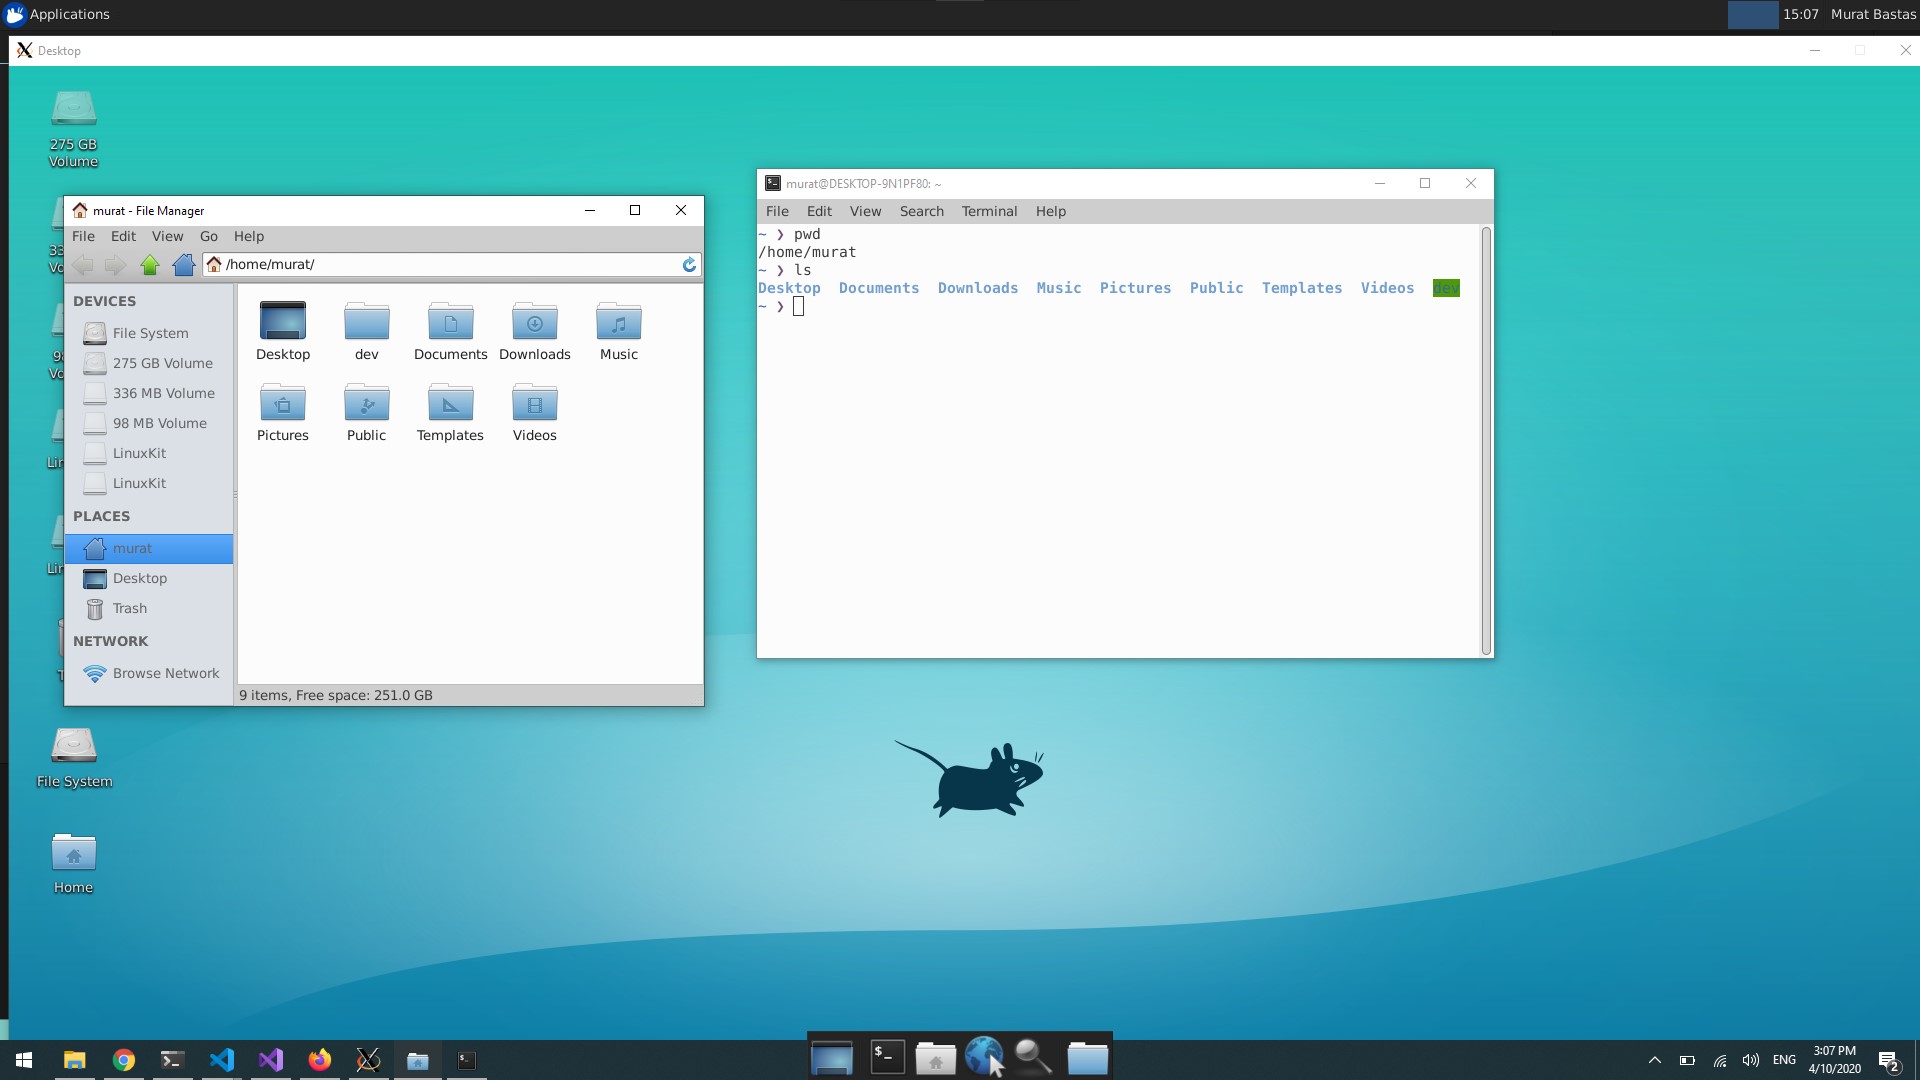 Applications
15:07 Murat Bastas
Desktop
275 GB
Volume
murat - File Manager
File Edit View Go Help
/home/murat/
DEVICES
File System
275 GB Volume
336 MB Volume
98 MB Volume
LinuxKit
LinuxKit
PLACES
murat
Desktop
Trash
NETWORK
Browse Network
Desktop dev Documents Downloads Music
Pictures Public Templates Videos
9 items, Free space: 251.0 GB
murat@DESKTOP-9N1PF80: ~
File Edit View Search Terminal Help
~ ❯ pwd
/home/murat
~ ❯ ls
Desktop Documents Downloads Music Pictures Public Templates Videos dev
~ ❯
File System
Home
ENG
3:07 PM
4/10/2020
2